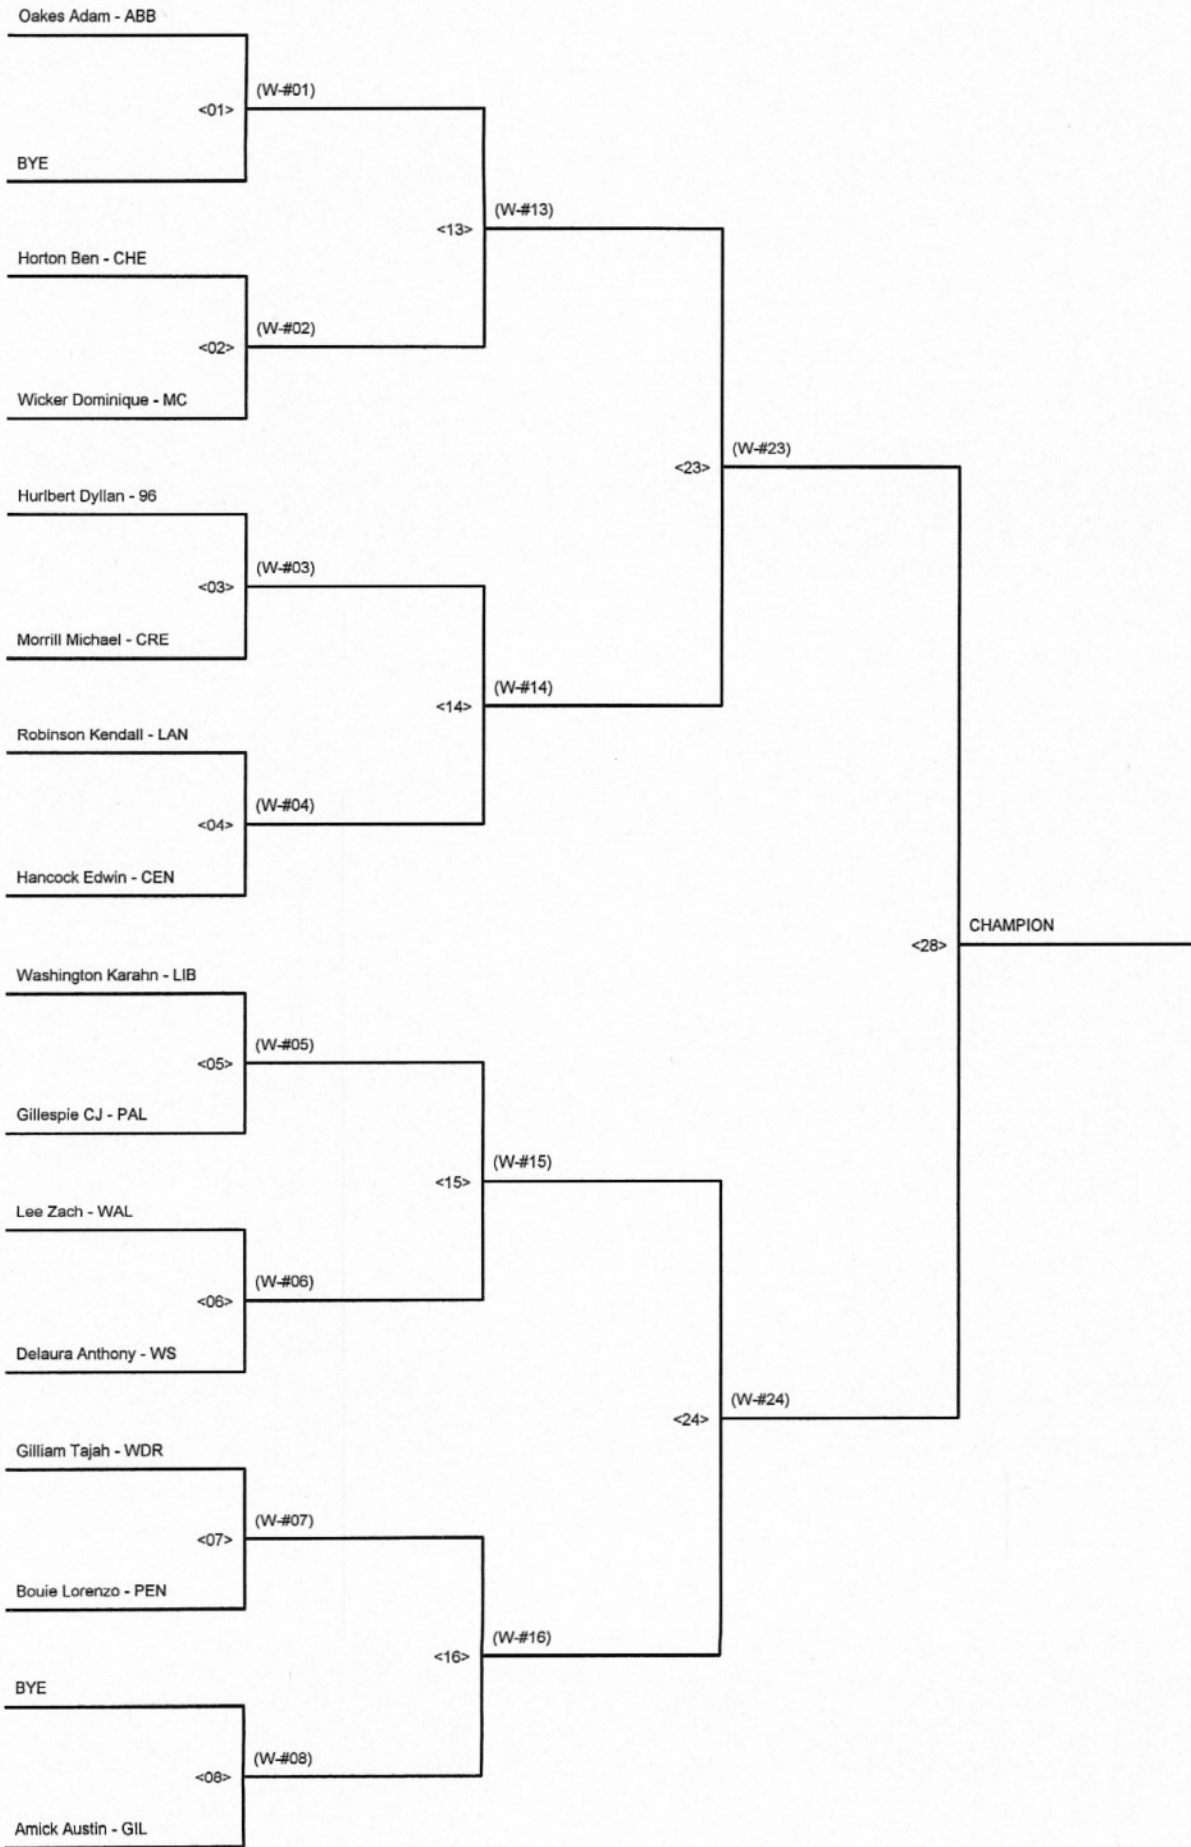 Oakes Adam - ABB
(W-#01)
<01>
BYE
(W-#13)
<13>
Horton Ben - CHE
(W-#02)
<02>
Wicker Dominique - MC
(W-#23)
<23>
Hurlbert Dyllan - 96
(W-#03)
<03>
Morrill Michael - CRE
(W-#14)
<14>
Robinson Kendall - LAN
(W-#04)
<04>
Hancock Edwin - CEN
CHAMPION
<28>
Washington Karahn - LIB
(W-#05)
<05>
Gillespie CJ - PAL
(W-#15)
<15>
Lee Zach - WAL
(W-#06)
<06>
Delaura Anthony - WS
(W-#24)
<24>
Gilliam Tajah - WDR
(W-#07)
<07>
Bouie Lorenzo - PEN
(W-#16)
<16>
BYE
(W-#08)
<08>
Amick Austin - GIL